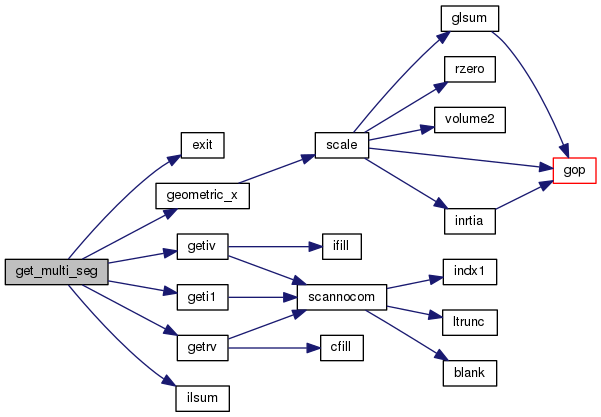 glsum
rzero
volume2
exit
scale
gop
geometric_x
inrtia
getiv
ifill
get_multi_seg
indx1
geti1
scannocom
ltrunc
getrv
cfill
blank
ilsum